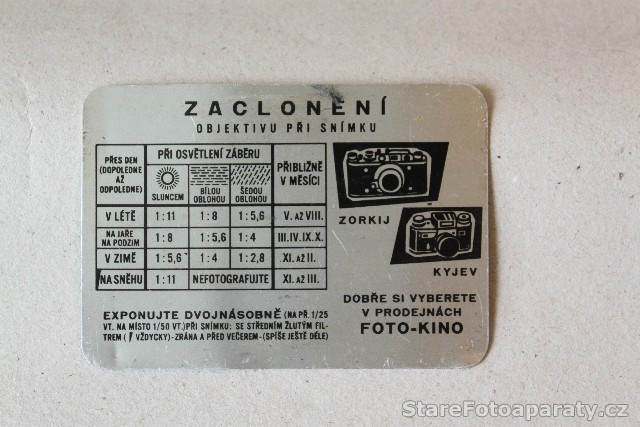 ZACLONENÍ
OBJEKTIVU PŘI SNÍMKU
PŘES DEN
(DOPOLEDNE
AŽ
ODPOLEDNE)
PŘI OSVĚTLENÍ ZÁBĚRU
SLUNCEM
BÍLOU
OBLOHOU
ŠEDOU
OBLOHOU
PŘIBLIŽNĚ
V MĚSÍCI
V LÉTĚ 1:11 1:8 1:5,6 V. AŽ VIII.
NA JAŘE
NA PODZIM 1:8 1:5,6 1:4 III.IV.IX.X.
V ZIMĚ 1:5,6 1:4 1:2,8 XI. AŽ II.
NA SNĚHU 1:11 NEFOTOGRAFUJTE XI. AŽ III.
ZORKIJ
KYJEV
EXPONUJTE DVOJNÁSOBNĚ (NA PŘ. 1/25
VT. NA MÍSTO 1/50 VT.) PŘI SNÍMKU: SE STŘEDNÍM ŽLUTÝM FIL-
TREM ( VŽDYCKY)-ZRÁNA A PŘED VEČEREM-(SPÍŠE JEŠTĚ DÉLE)
DOBŘE SI VYBERETE
V PRODEJNÁCH
FOTO-KINO
StareFotoaparaty.cz